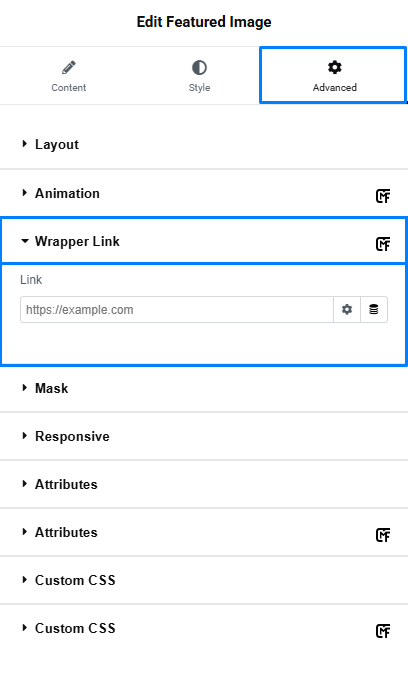 Edit Featured Image
Content
Style
Advanced
Layout
Animation
Wrapper Link
Link
https://example.com
Mask
Responsive
Attributes
Attributes
Custom CSS
Custom CSS